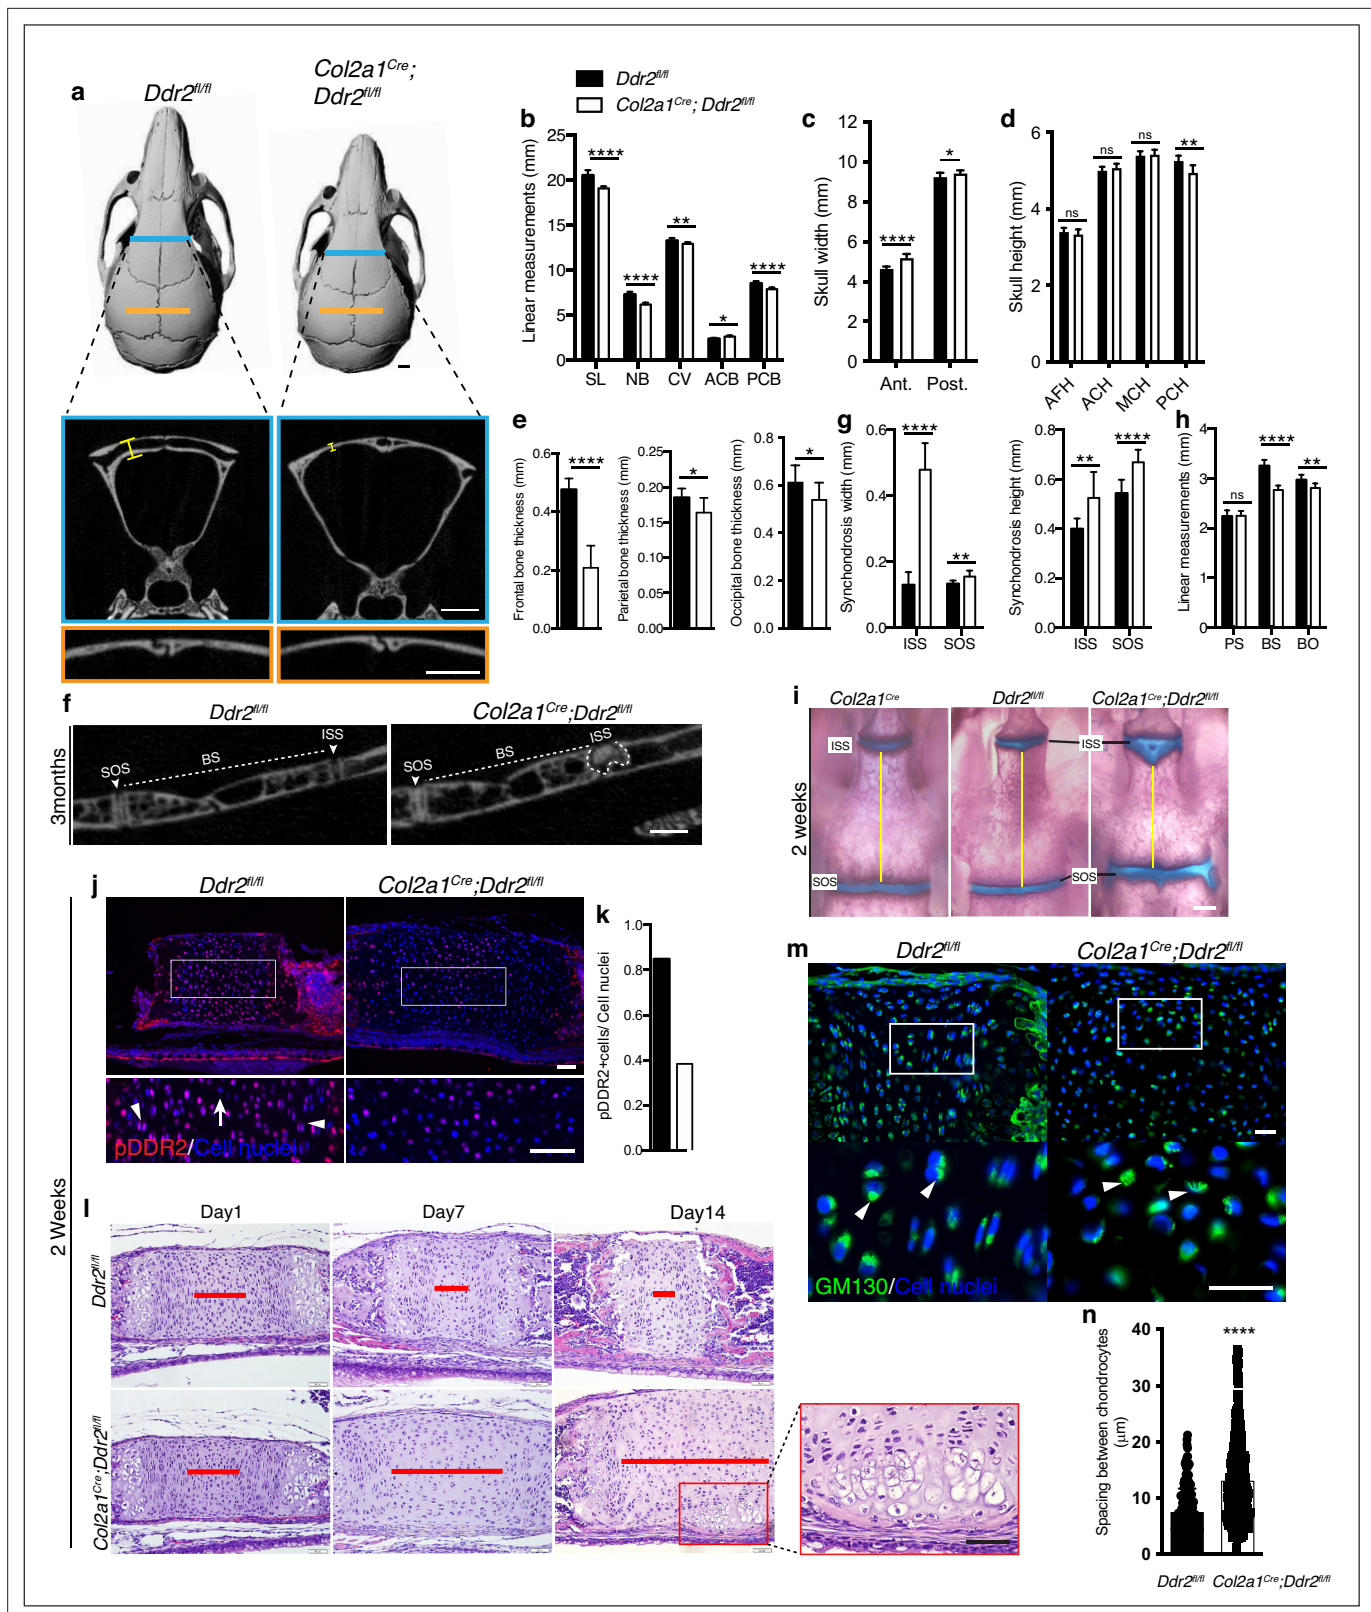 a
Ddr2fl/fl
Col2a1Cre;
Ddr2fl/fl
Ddr2fl/fl
Col2a1Cre; Ddr2fl/fl
b
Linear measurements (mm)
25
20
15
10
5
0
****
****
**
*
****
SL NB CV ACB PCB
c
Skull width (mm)
12
10
8
6
4
2
0
****
*
Ant. Post.
d
Skull height (mm)
6
4
2
0
ns
ns
ns
**
AFH ACH MCH PCH
e
Frontal bone thickness (mm)
0.6
0.4
0.2
0.0
****
Parietal bone thickness (mm)
0.25
0.20
0.15
0.10
0.05
0.00
*
Occipital bone thickness (mm)
0.8
0.6
0.4
0.2
0.0
*
g
Synchondrosis width (mm)
0.6
0.4
0.2
0.0
****
**
ISS SOS
Synchondrosis height (mm)
0.8
0.6
0.4
0.2
0.0
**
****
ISS SOS
h
Linear measurements (mm)
4
3
2
1
0
ns
****
**
PS BS BO
f
3months
Ddr2fl/fl
Col2a1Cre;Ddr2fl/fl
SOS
BS
ISS
SOS
BS
ISS
i
2 weeks
Col2a1Cre
Ddr2fl/fl
Col2a1Cre;Ddr2fl/fl
ISS
ISS
SOS
SOS
j
2 Weeks
Ddr2fl/fl
Col2a1Cre;Ddr2fl/fl
pDDR2/Cell nuclei
k
pDDR2+cells/ Cell nuclei
1.0
0.8
0.6
0.4
0.2
0.0
l
Day1
Day7
Day14
Ddr2fl/fl
Col2a1Cre;Ddr2fl/fl
m
Ddr2fl/fl
Col2a1Cre;Ddr2fl/fl
GM130/Cell nuclei
n
Spacing between chondrocytes
(μm)
40
30
20
10
0
****
Ddr2fl/fl Col2a1Cre;Ddr2fl/fl